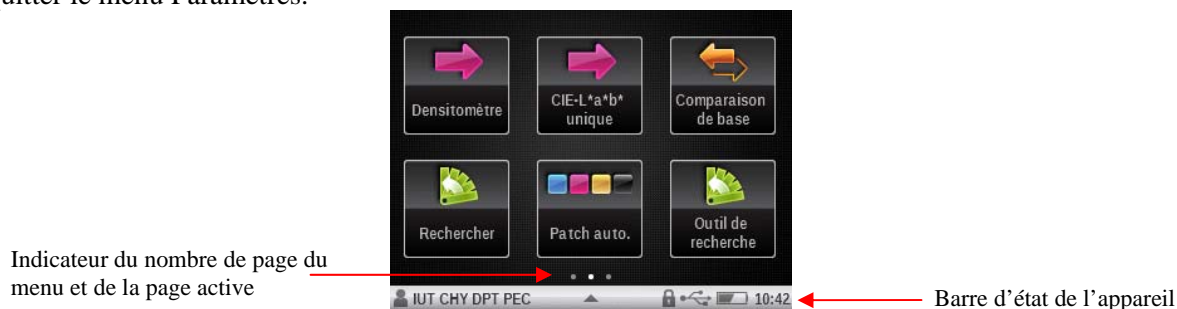 uitter le menu Paramètres.
Densitomètre
CIE-L*a*b*
unique
Comparaison
de base
Rechercher
Patch auto.
Outil de
recherche
Indicateur du nombre de page du
menu et de la page active
IUT CHY DPT PEC
10:42
Barre d'état de l'appareil